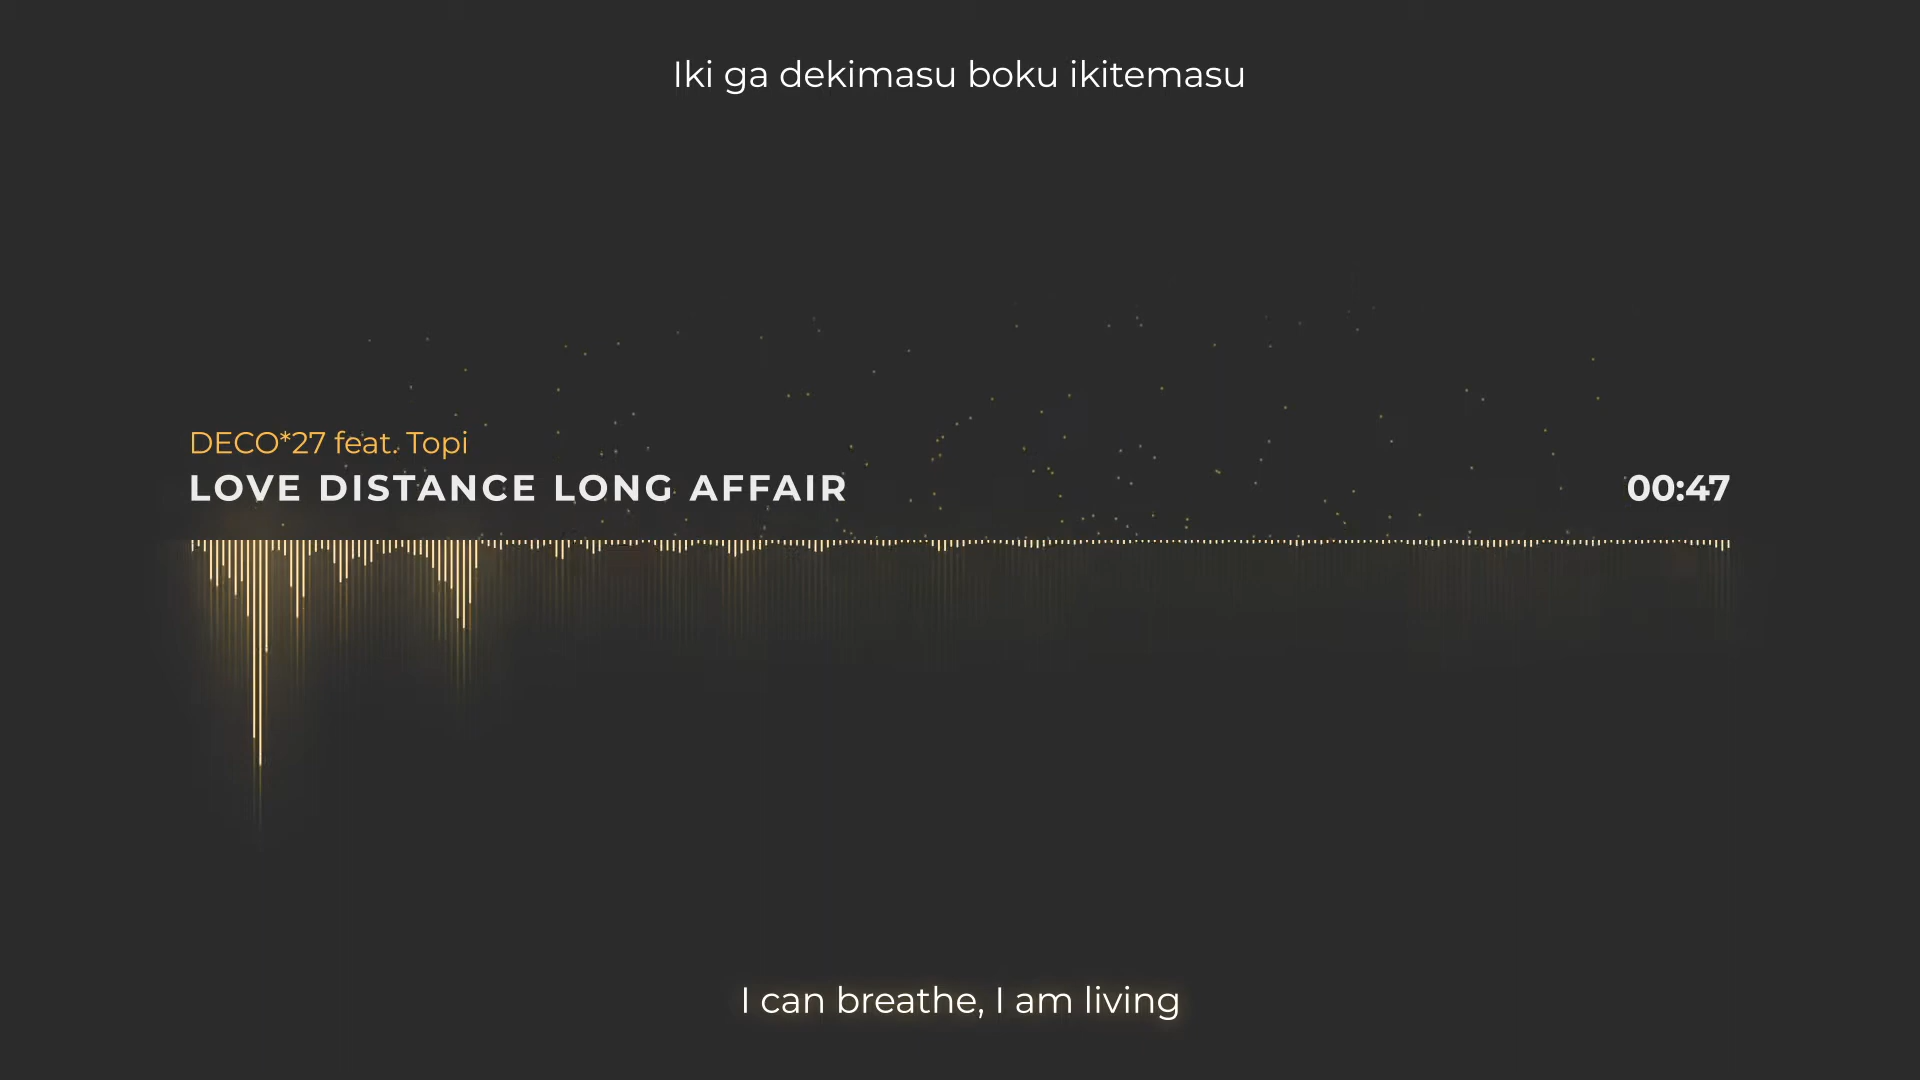 Iki ga dekimasu boku ikitemasu
DECO*27 feat. Topi
LOVE DISTANCE LONG AFFAIR
00:47
I can breathe, I am living